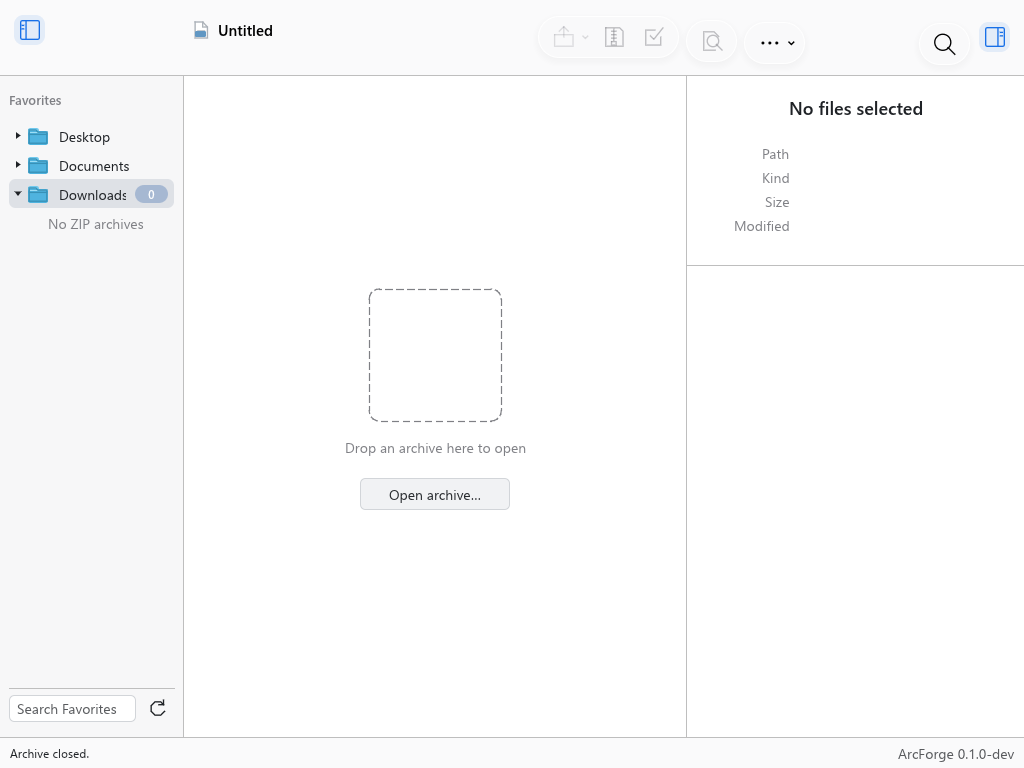 Untitled
Favorites
Desktop
Documents
Downloads 0
No ZIP archives
Search Favorites
Drop an archive here to open
Open archive...
No files selected
Path
Kind
Size
Modified
Archive closed.
ArcForge 0.1.0-dev